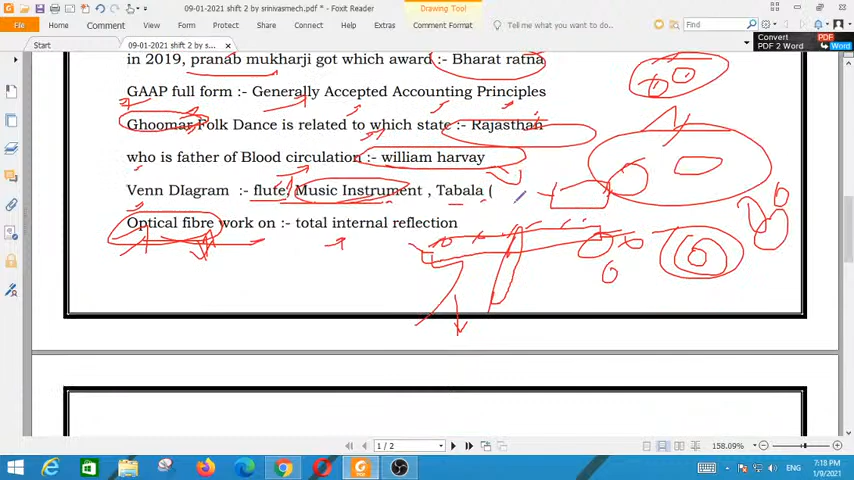 09-01-2021 shift 2 by srinivasmech.pdf * - Foxit Reader
Drawing Tool
File
Home
Comment
View
Form
Protect
Share
Connect
Help
Extras
Comment Format
Tell me what you want to do...
Find
Start
09-01-2021 shift 2 by s...
Convert PDF
PDF 2 Word → Word
in 2019, pranab mukharji got which award :- Bharat ratna
GAAP full form :- Generally Accepted Accounting Principles
Ghoomar Folk Dance is related to which state :- Rajasthan
who is father of Blood circulation :- william harvay
Venn DIagram :- flute, Music Instrument , Tabala (
Optical fibre work on :- total internal reflection
1 / 2
158.09%
ENG
7:18 PM
1/9/2021